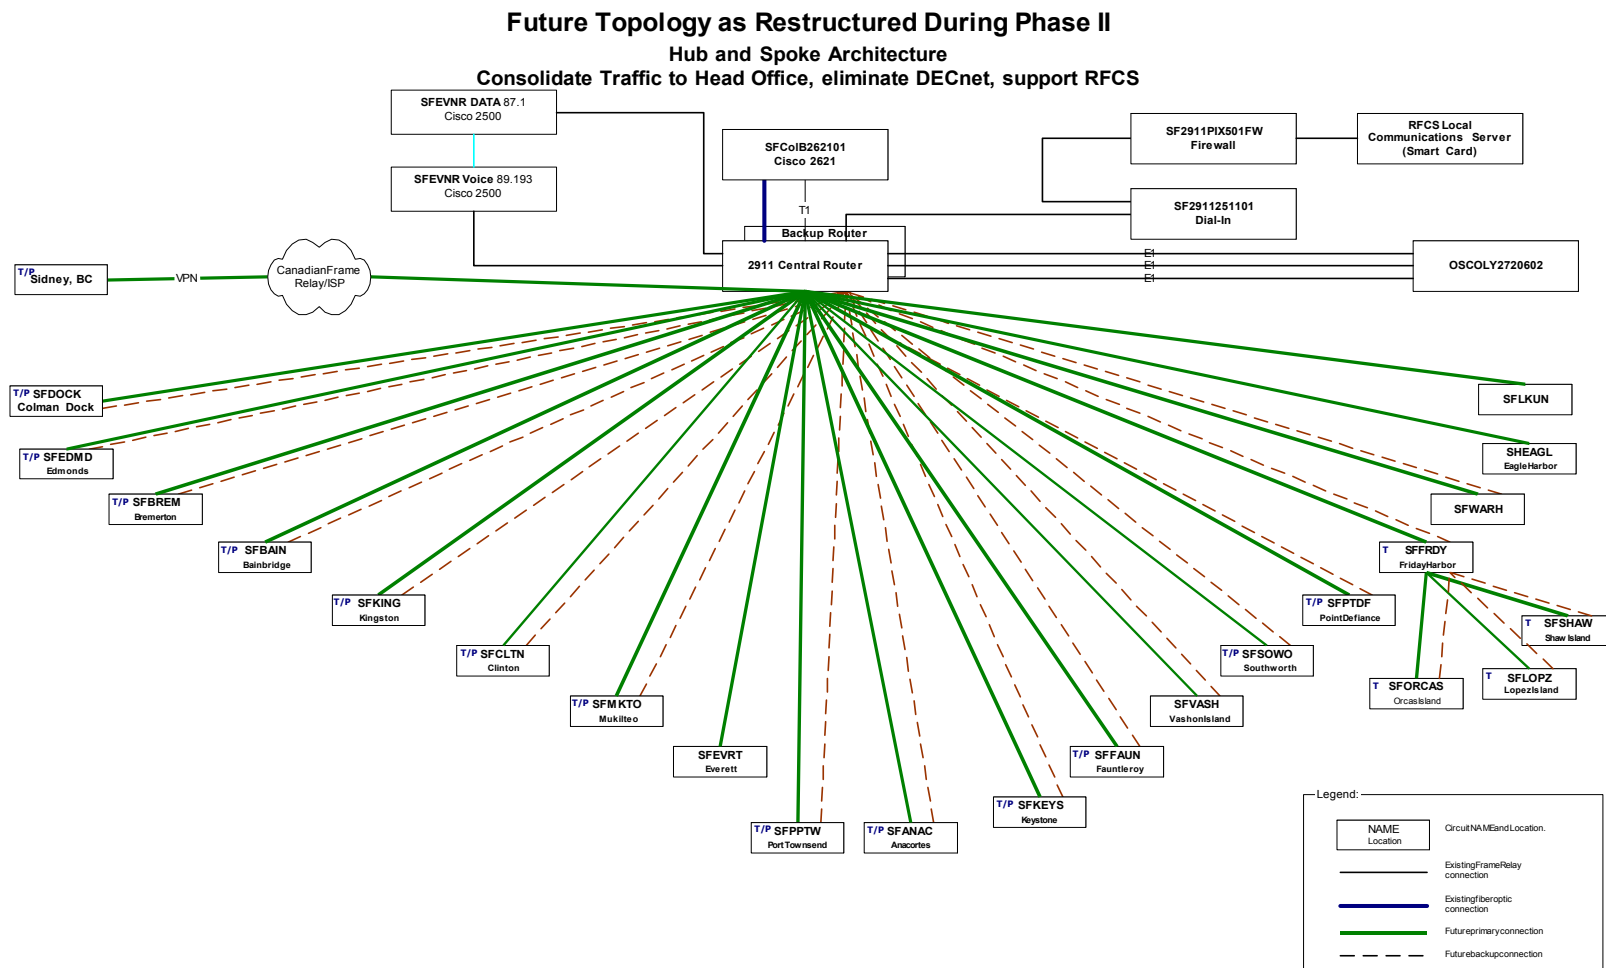 Future Topology as Restructured During Phase II
Hub and Spoke Architecture
Consolidate Traffic to Head Office, eliminate DECnet, support RFCS
SFEVNR DATA 87.1
Cisco 2500
SFEVNR Voice 89.193
Cisco 2500
SFColB262101
Cisco 2621
T1
Backup Router
2911 Central Router
SF2911PIX501FW
Firewall
RFCS Local
Communications Server
(Smart Card)
SF2911251101
Dial-In
E1
E1
E1
OSCOLY2720602
T/P
Sidney, BC
VPN
CanadianFrame
Relay/ISP
T/P SFDOCK
Colman Dock
T/P SFEDMD
Edmonds
T/P SFBREM
Bremerton
T/P SFBAIN
Bainbridge
T/P SFKING
Kingston
T/P SFCLTN
Clinton
T/P SFMKTO
Mukilteo
SFEVRT
Everett
T/P SFPPTW
PortTownsend
T/P SFANAC
Anacortes
T/P SFKEYS
Keystone
T/P SFFAUN
Fauntleroy
SFVASH
VashonIsland
T/P SFSOWO
Southworth
T/P SFPTDF
PointDefiance
SFLKUN
SHEAGL
EagleHarbor
SFWARH
T SFFRDY
FridayHarbor
T SFSHAW
Shaw Island
T SFLOPZ
LopezIsland
T SFORCAS
OrcasIsland
Legend:
NAME
Location
CircuitNAMEandLocation.
ExistingFrameRelay
connection
Existingfiberoptic
connection
Futureprimaryconnection
Futurebackupconnection